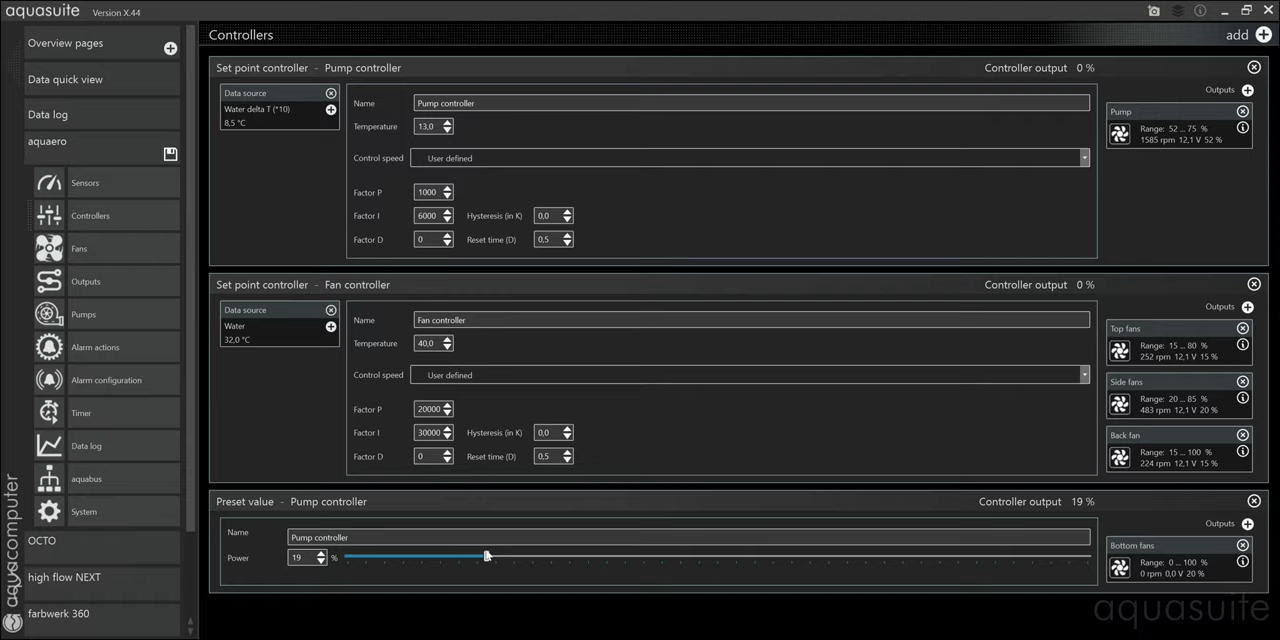 aquasuite Version X.44
Overview pages
Data quick view
Data log
aquaero
Sensors
Controllers
Fans
Outputs
Pumps
Alarm actions
Alarm configuration
Timer
Data log
aquabus
System
OCTO
high flow NEXT
farbwerk 360
aquacomputer
Controllers
add
Set point controller - Pump controller
Controller output 0 %
Data source
Water delta T (*10)
8,5 °C
Name Pump controller
Temperature 13,0
Control speed User defined
Factor P 1000
Factor I 6000 Hysteresis (in K) 0,0
Factor D 0 Reset time (D) 0,5
Outputs
Pump
Range: 52 ... 75 %
1585 rpm 12,1 V 52 %
Set point controller - Fan controller
Controller output 0 %
Data source
Water
32,0 °C
Name Fan controller
Temperature 40,0
Control speed User defined
Factor P 20000
Factor I 30000 Hysteresis (in K) 0,0
Factor D 0 Reset time (D) 0,5
Outputs
Top fans
Range: 15 ... 80 %
252 rpm 12,1 V 15 %
Side fans
Range: 20 ... 85 %
483 rpm 12,1 V 20 %
Back fan
Range: 15 ... 100 %
224 rpm 12,1 V 15 %
Preset value - Pump controller
Controller output 19 %
Name Pump controller
Power 19 %
Outputs
Bottom fans
Range: 0 ... 100 %
0 rpm 0,0 V 20 %
aquasuite